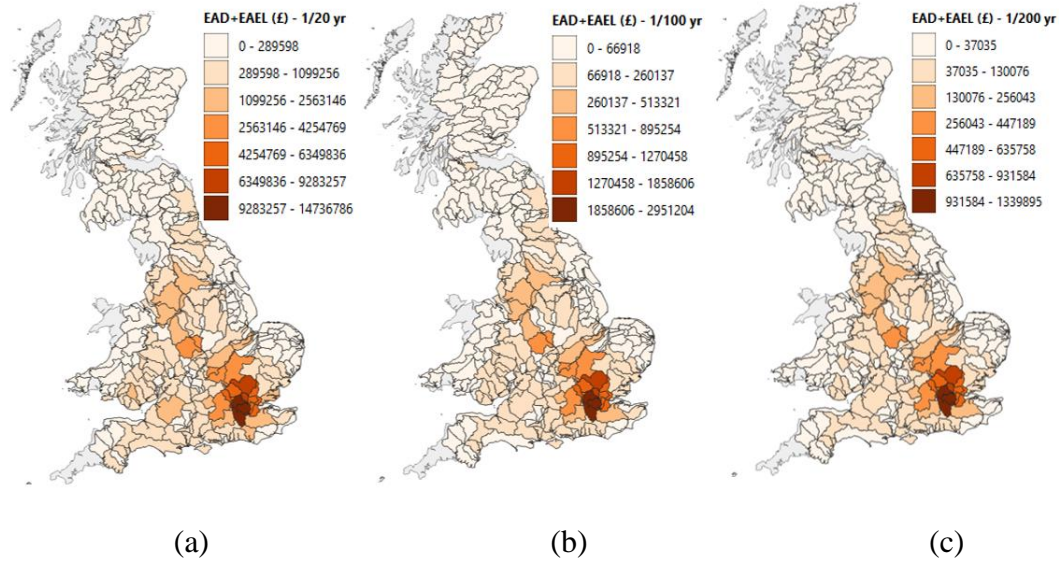 EAD+EAEL (£) - 1/20 yr
0 - 289598
289598 - 1099256
1099256 - 2563146
2563146 - 4254769
4254769 - 6349836
6349836 - 9283257
9283257 - 14736786
EAD+EAEL (£) - 1/100 yr
0 - 66918
66918 - 260137
260137 - 513321
513321 - 895254
895254 - 1270458
1270458 - 1858606
1858606 - 2951204
EAD+EAEL (£) - 1/200 yr
0 - 37035
37035 - 130076
130076 - 256043
256043 - 447189
447189 - 635758
635758 - 931584
931584 - 1339895
(a)
(b)
(c)